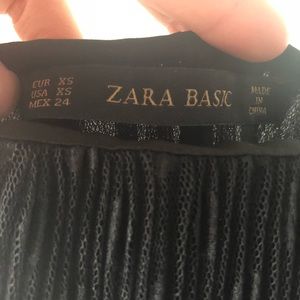 EUR XS
USA XS
MEX 24
ZARA BASIC
MADE
IN
CHINA